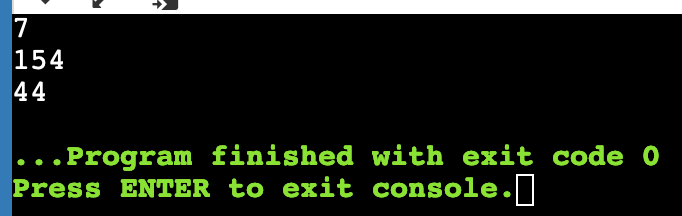 7
154
44
...Program finished with exit code 0
Press ENTER to exit console.